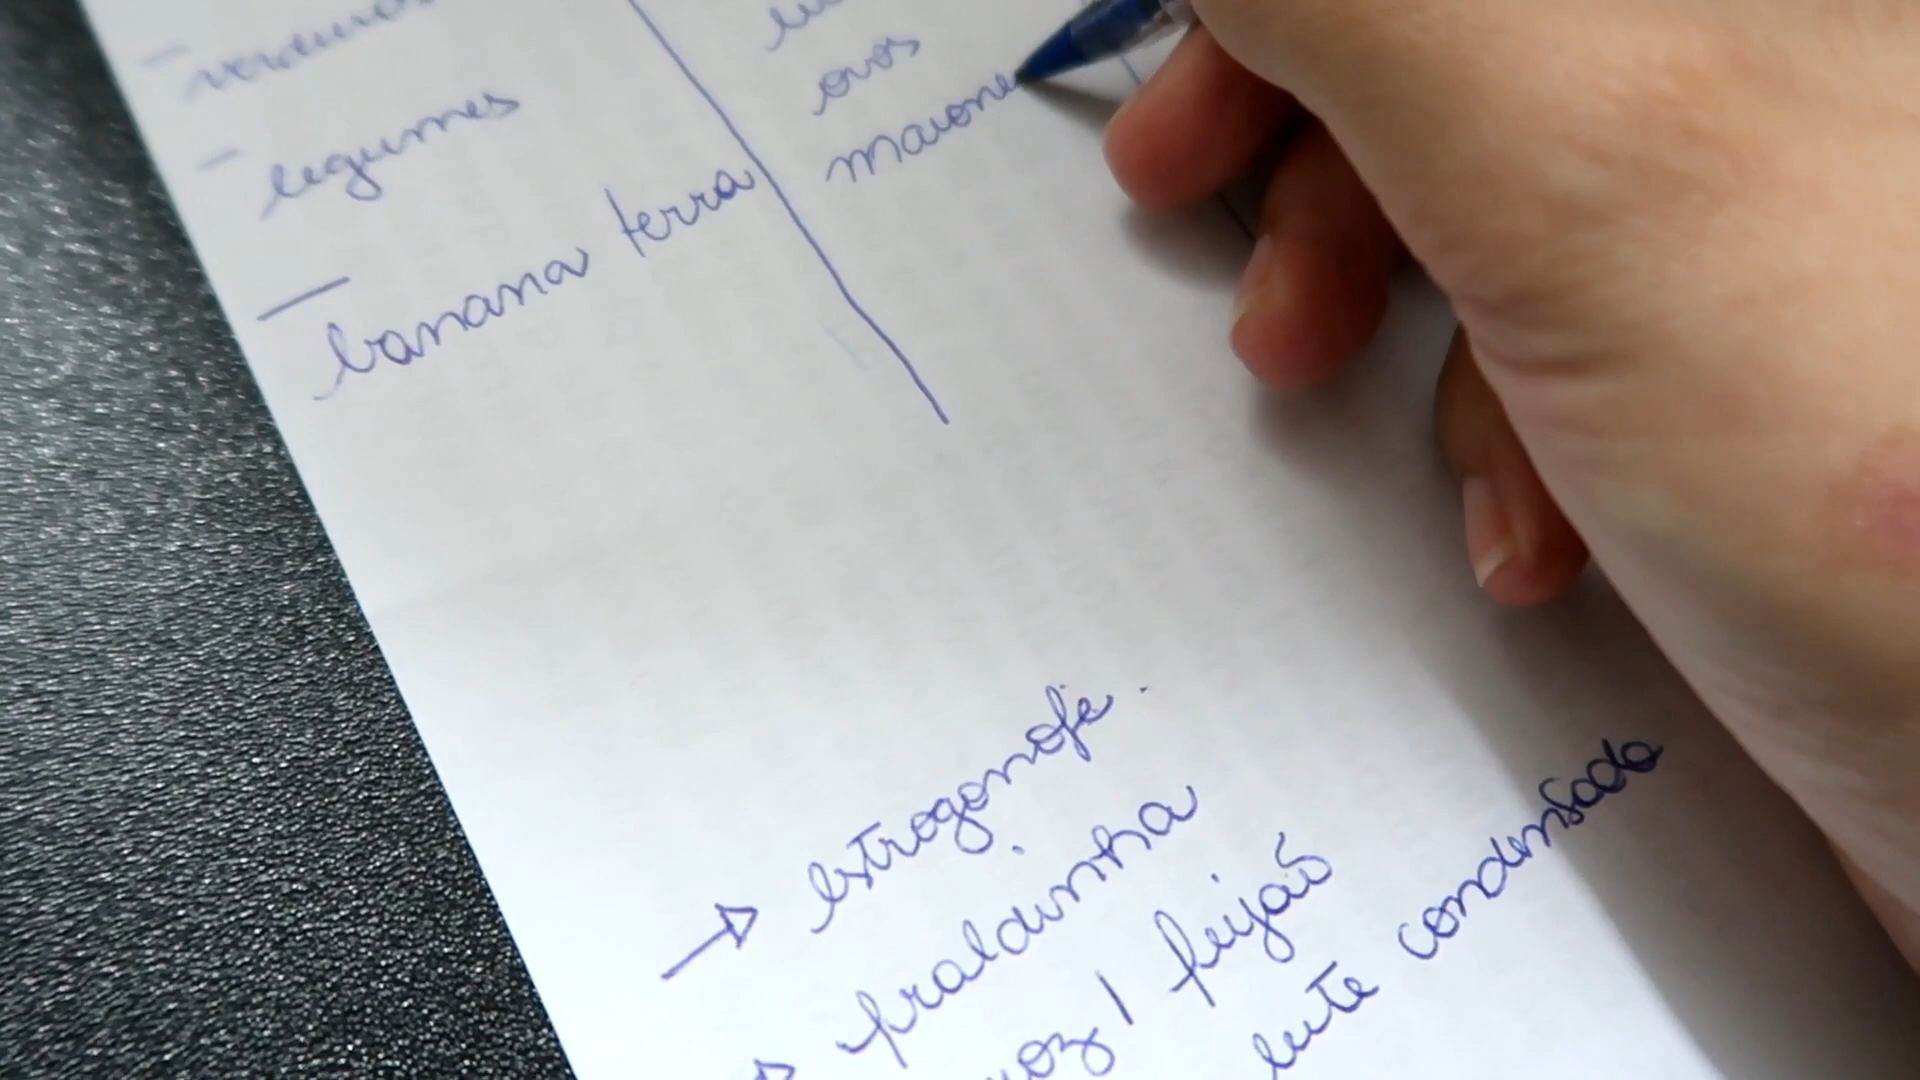 - legumes
- banana terra
ovos
maione
→ estrogonofe.
fraldinha
/ feijão
leite condensado